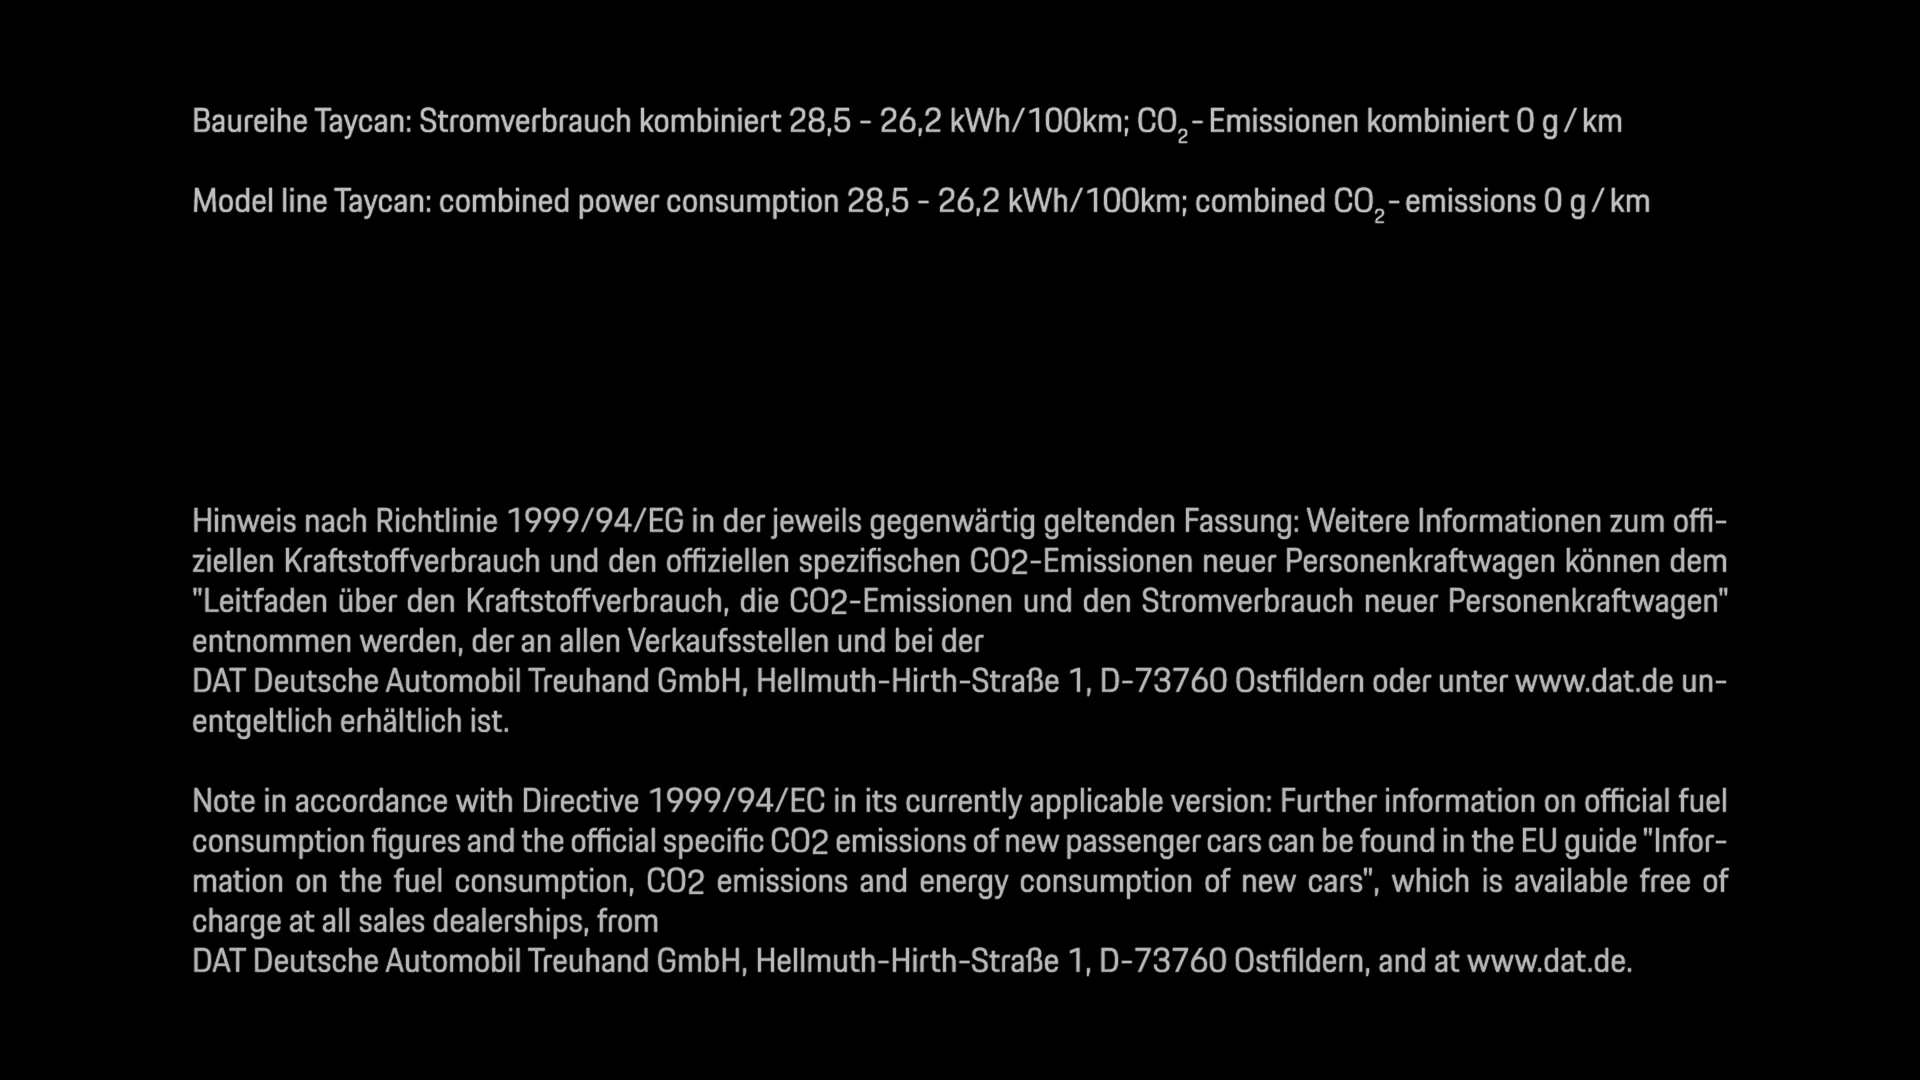 Baureihe Taycan: Stromverbrauch kombiniert 28,5 - 26,2 kWh/100km; CO₂-Emissionen kombiniert 0 g/km
Model line Taycan: combined power consumption 28,5 - 26,2 kWh/100km; combined CO₂-emissions 0 g/km
Hinweis nach Richtlinie 1999/94/EG in der jeweils gegenwärtig geltenden Fassung: Weitere Informationen zum offi-
ziellen Kraftstoffverbrauch und den offiziellen spezifischen CO2-Emissionen neuer Personenkraftwagen können dem
"Leitfaden über den Kraftstoffverbrauch, die CO2-Emissionen und den Stromverbrauch neuer Personenkraftwagen"
entnommen werden, der an allen Verkaufsstellen und bei der
DAT Deutsche Automobil Treuhand GmbH, Hellmuth-Hirth-Straße 1, D-73760 Ostfildern oder unter www.dat.de un-
entgeltlich erhältlich ist.
Note in accordance with Directive 1999/94/EC in its currently applicable version: Further information on official fuel
consumption figures and the official specific CO2 emissions of new passenger cars can be found in the EU guide "Infor-
mation on the fuel consumption, CO2 emissions and energy consumption of new cars", which is available free of
charge at all sales dealerships, from
DAT Deutsche Automobil Treuhand GmbH, Hellmuth-Hirth-Straße 1, D-73760 Ostfildern, and at www.dat.de.